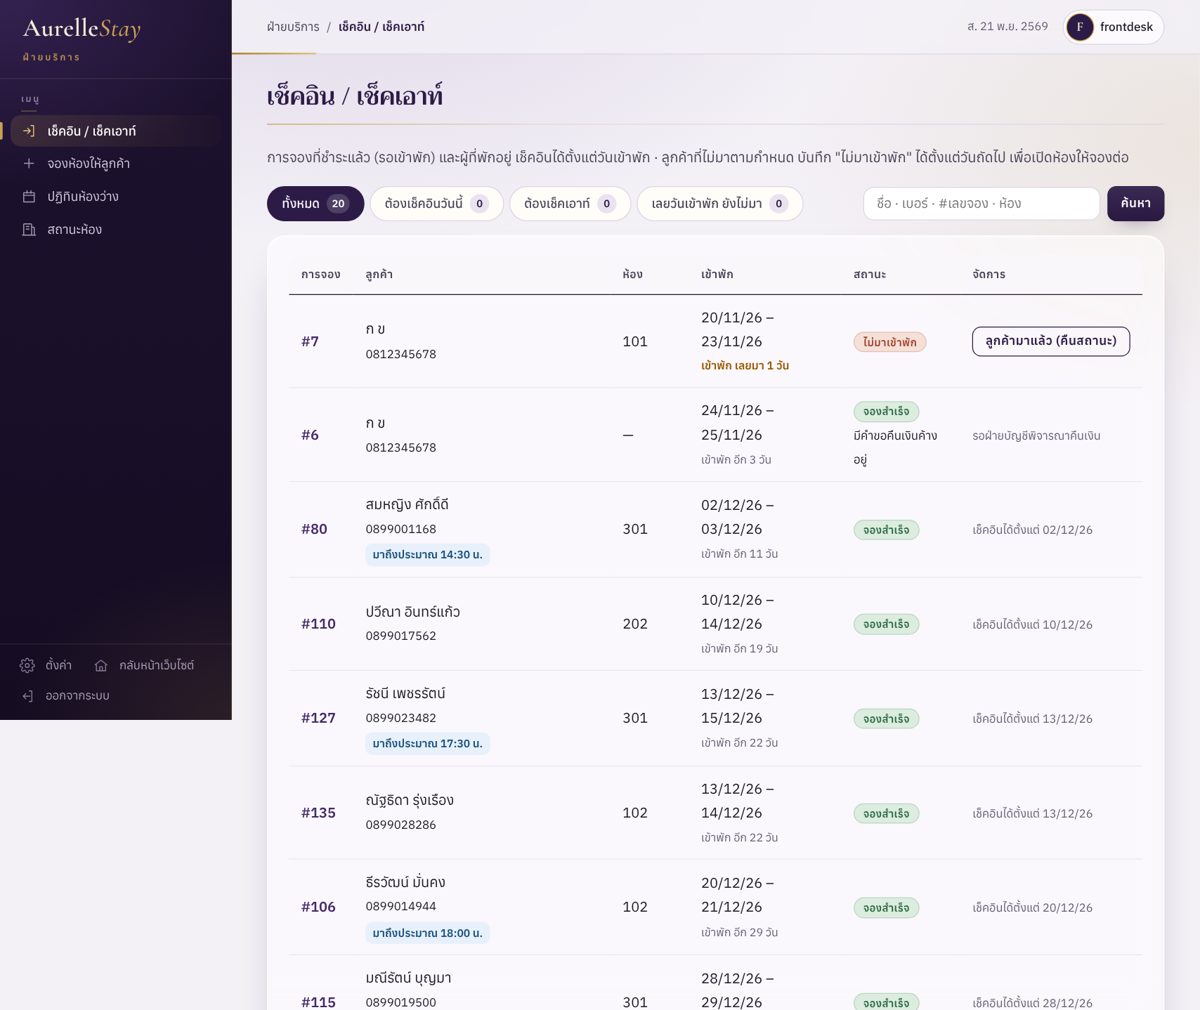 AurelleStay
ฝ่ายบริการ
เมนู
เช็คอิน / เช็คเอาท์
จองห้องให้ลูกค้า
ปฏิทินห้องว่าง
สถานะห้อง
ตั้งค่า
กลับหน้าเว็บไซต์
ออกจากระบบ
ฝ่ายบริการ / เช็คอิน / เช็คเอาท์
ส. 21 พ.ย. 2569
F frontdesk
เช็คอิน / เช็คเอาท์
การจองที่ชำระแล้ว (รอเข้าพัก) และผู้ที่พักอยู่ เช็คอินได้ตั้งแต่วันเข้าพัก · ลูกค้าที่ไม่มาตามกำหนด บันทึก "ไม่มาเข้าพัก" ได้ตั้งแต่วันถัดไป เพื่อเปิดห้องให้จองต่อ
ทั้งหมด 20
ต้องเช็คอินวันนี้ 0
ต้องเช็คเอาท์ 0
เลยวันเข้าพัก ยังไม่มา 0
ชื่อ · เบอร์ · #เลขจอง · ห้อง
ค้นหา
การจอง ลูกค้า ห้อง เข้าพัก สถานะ จัดการ
#7
ก ข
0812345678
101
20/11/26 –
23/11/26
เข้าพัก เลยมา 1 วัน
ไม่มาเข้าพัก
ลูกค้ามาแล้ว (คืนสถานะ)
#6
ก ข
0812345678
—
24/11/26 –
25/11/26
เข้าพัก อีก 3 วัน
จองสำเร็จ
มีคำขอคืนเงินค้าง
อยู่
รอฝ่ายบัญชีพิจารณาคืนเงิน
#80
สมหญิง ศักดิ์ดี
0899001168
มาถึงประมาณ 14:30 น.
301
02/12/26 –
03/12/26
เข้าพัก อีก 11 วัน
จองสำเร็จ
เช็คอินได้ตั้งแต่ 02/12/26
#110
ปวีณา อินทร์แก้ว
0899017562
202
10/12/26 –
14/12/26
เข้าพัก อีก 19 วัน
จองสำเร็จ
เช็คอินได้ตั้งแต่ 10/12/26
#127
รัชนี เพชรรัตน์
0899023482
มาถึงประมาณ 17:30 น.
301
13/12/26 –
15/12/26
เข้าพัก อีก 22 วัน
จองสำเร็จ
เช็คอินได้ตั้งแต่ 13/12/26
#135
ณัฐธิดา รุ่งเรือง
0899028286
102
13/12/26 –
14/12/26
เข้าพัก อีก 22 วัน
จองสำเร็จ
เช็คอินได้ตั้งแต่ 13/12/26
#106
ธีรวัฒน์ มั่นคง
0899014944
มาถึงประมาณ 18:00 น.
102
20/12/26 –
21/12/26
เข้าพัก อีก 29 วัน
จองสำเร็จ
เช็คอินได้ตั้งแต่ 20/12/26
#115
มณีรัตน์ บุญมา
0899019500
301
28/12/26 –
29/12/26
จองสำเร็จ
เช็คอินได้ตั้งแต่ 28/12/26